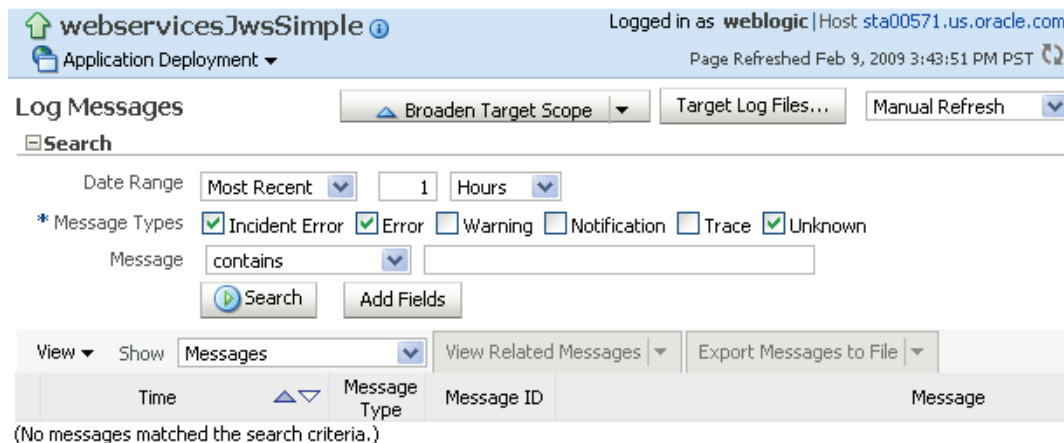 webservicesJwsSimple
Logged in as weblogic|Host sta00571.us.oracle.com
Application Deployment
Page Refreshed Feb 9, 2009 3:43:51 PM PST
Log Messages Broaden Target Scope Target Log Files... Manual Refresh
Search
Date Range Most Recent 1 Hours
* Message Types Incident Error Error Warning Notification Trace Unknown
Message contains
Search Add Fields
View Show Messages View Related Messages Export Messages to File
Time Message Type Message ID Message
(No messages matched the search criteria.)